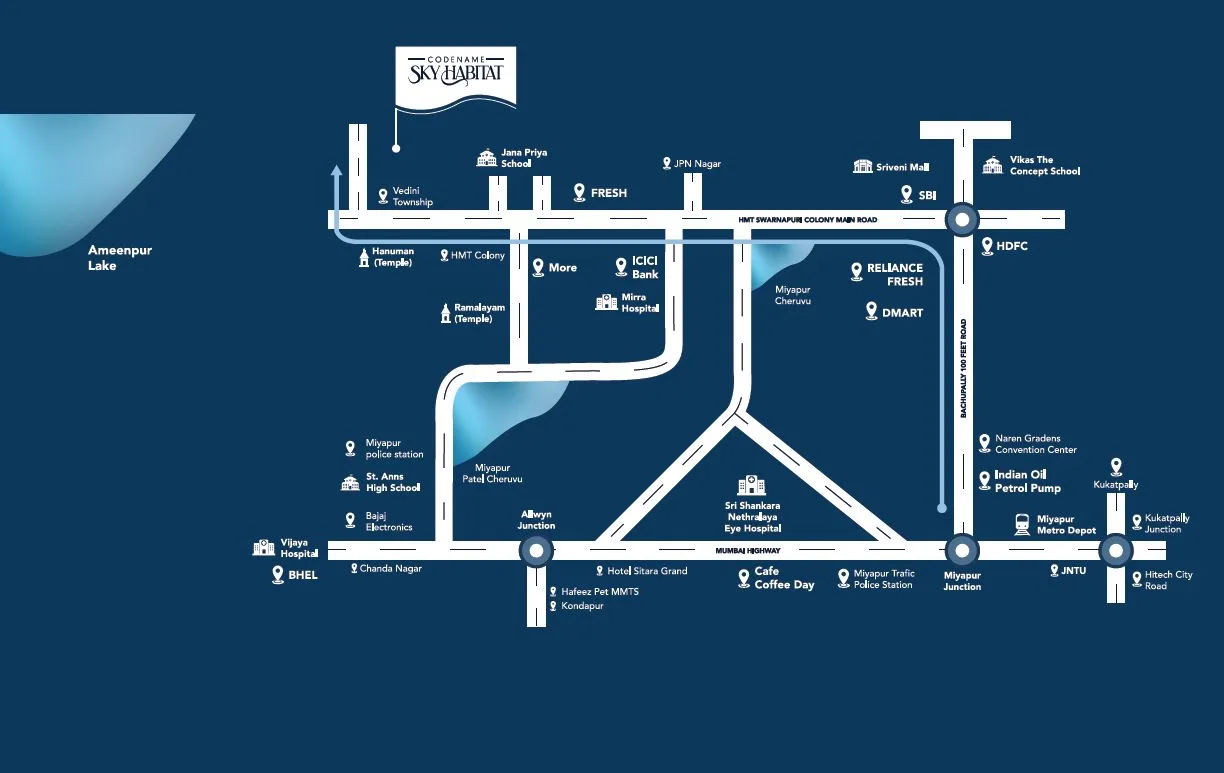 CODENAME
SKY HABITAT
Jana Priya
School
JPN Nagar
Sriveni Mall
Vikas The
Concept School
Vedini
Township
FRESH
SBI
HMT SWARNAPURI COLONY MAIN ROAD
Ameenpur
Lake
Hanuman
(Temple)
HMT Colony
More
ICICI
Bank
HDFC
RELIANCE
FRESH
Miyapur
Cheruvu
Mirra
Hospital
Ramalayam
(Temple)
DMART
BACHUPALLY 100 FEET ROAD
Miyapur
police station
Naren Gradens
Convention Center
St. Anns
High School
Miyapur
Patel Cheruvu
Indian Oil
Petrol Pump
Kukatpally
Bajaj
Electronics
Allwyn
Junction
Sri Shankara
Nethralaya
Eye Hospital
Miyapur
Metro Depot
Kukatpally
Junction
Vijaya
Hospital
MUMBAI HIGHWAY
BHEL
Chanda Nagar
Hotel Sitara Grand
Cafe
Coffee Day
Miyapur Trafic
Police Station
Miyapur
Junction
JNTU
Hitech City
Road
Hafeez Pet MMTS
Kondapur